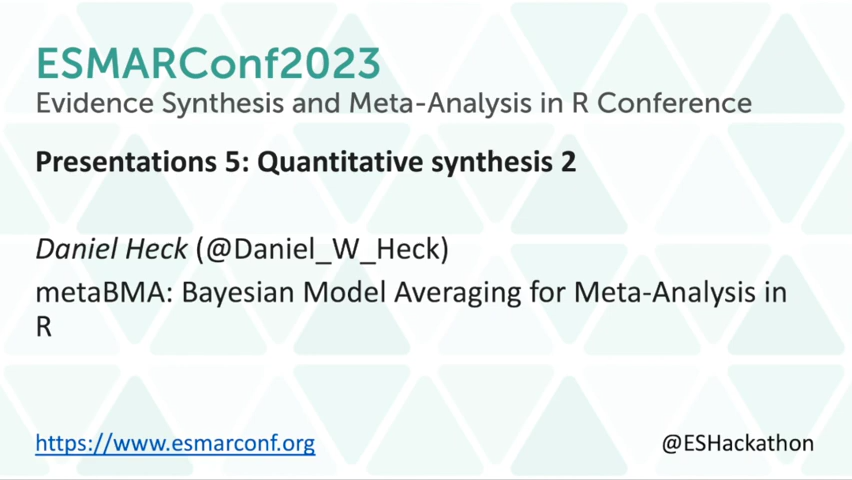 ESMARConf2023
Evidence Synthesis and Meta-Analysis in R Conference
Presentations 5: Quantitative synthesis 2
Daniel Heck (@Daniel_W_Heck)
metaBMA: Bayesian Model Averaging for Meta-Analysis in
R
https://www.esmarconf.org
@ESHackathon